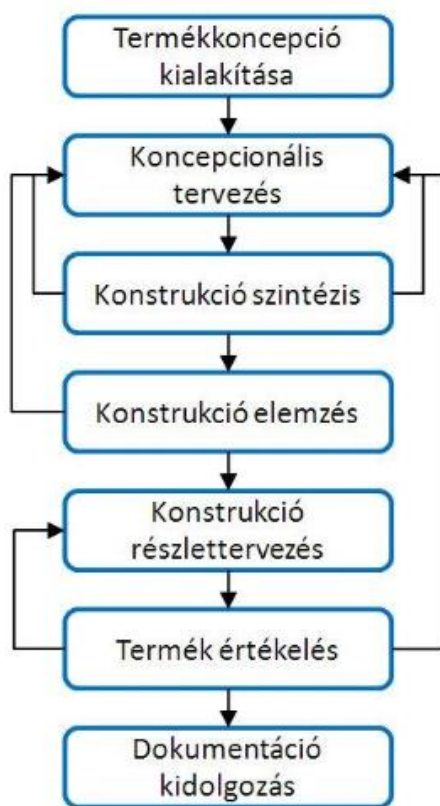 Termékkoncepció
kialakítása
Koncepcionális
tervezés
Konstrukció szintézis
Konstrukció elemzés
Konstrukció
részlettervezés
Termék értékelés
Dokumentáció
kidolgozás